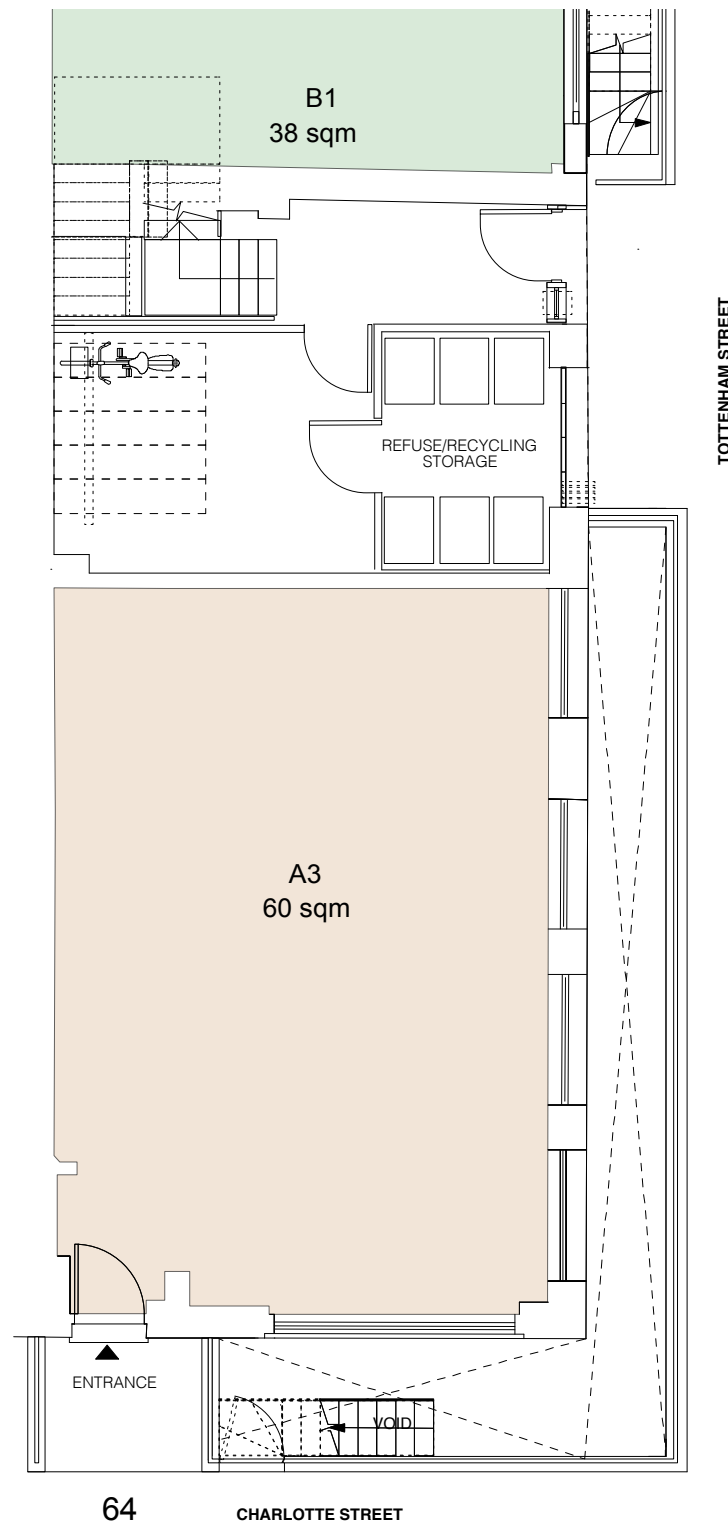 B1
38 sqm
TOTTENHAM STREET
REFUSE/RECYCLING
STORAGE
A3
60 sqm
ENTRANCE
VOID
64
CHARLOTTE STREET